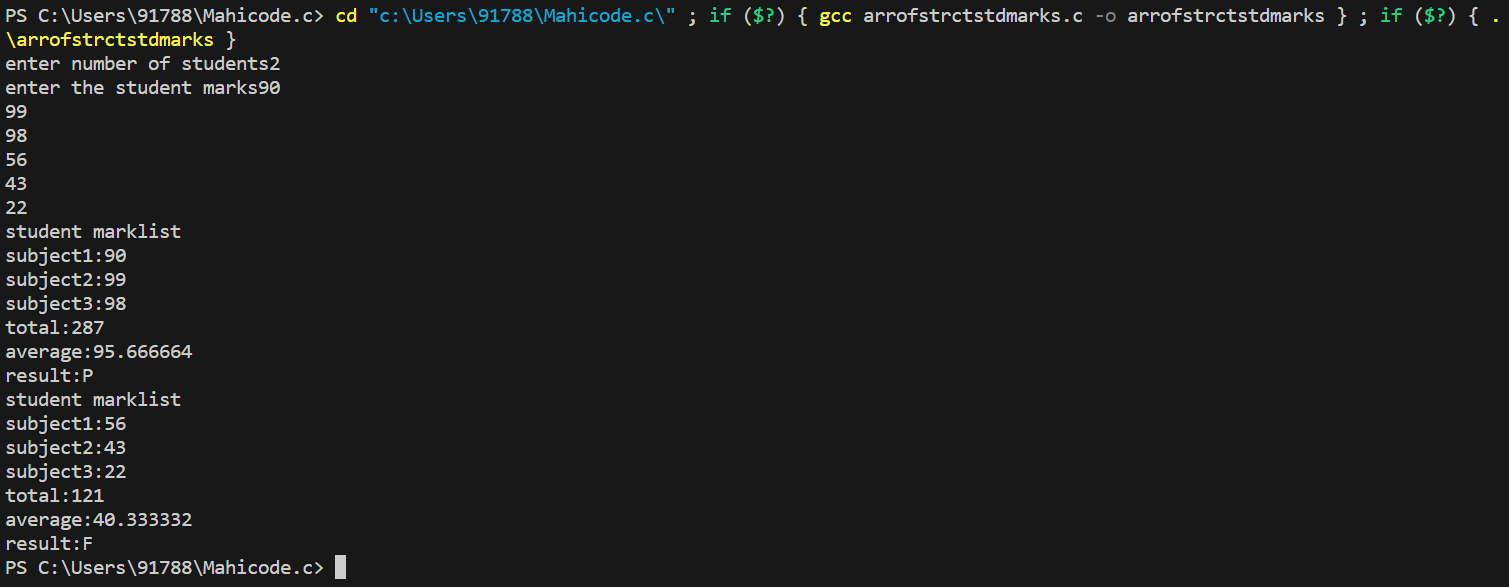 PS C:\Users\91788\Mahicode.c> cd "c:\Users\91788\Mahicode.c\" ; if ($?) { gcc arrofstrctstdmarks.c -o arrofstrctstdmarks } ; if ($?) { .
\arrofstrctstdmarks }
enter number of students2
enter the student marks90
99
98
56
43
22
student marklist
subject1:90
subject2:99
subject3:98
total:287
average:95.666664
result:P
student marklist
subject1:56
subject2:43
subject3:22
total:121
average:40.333332
result:F
PS C:\Users\91788\Mahicode.c>